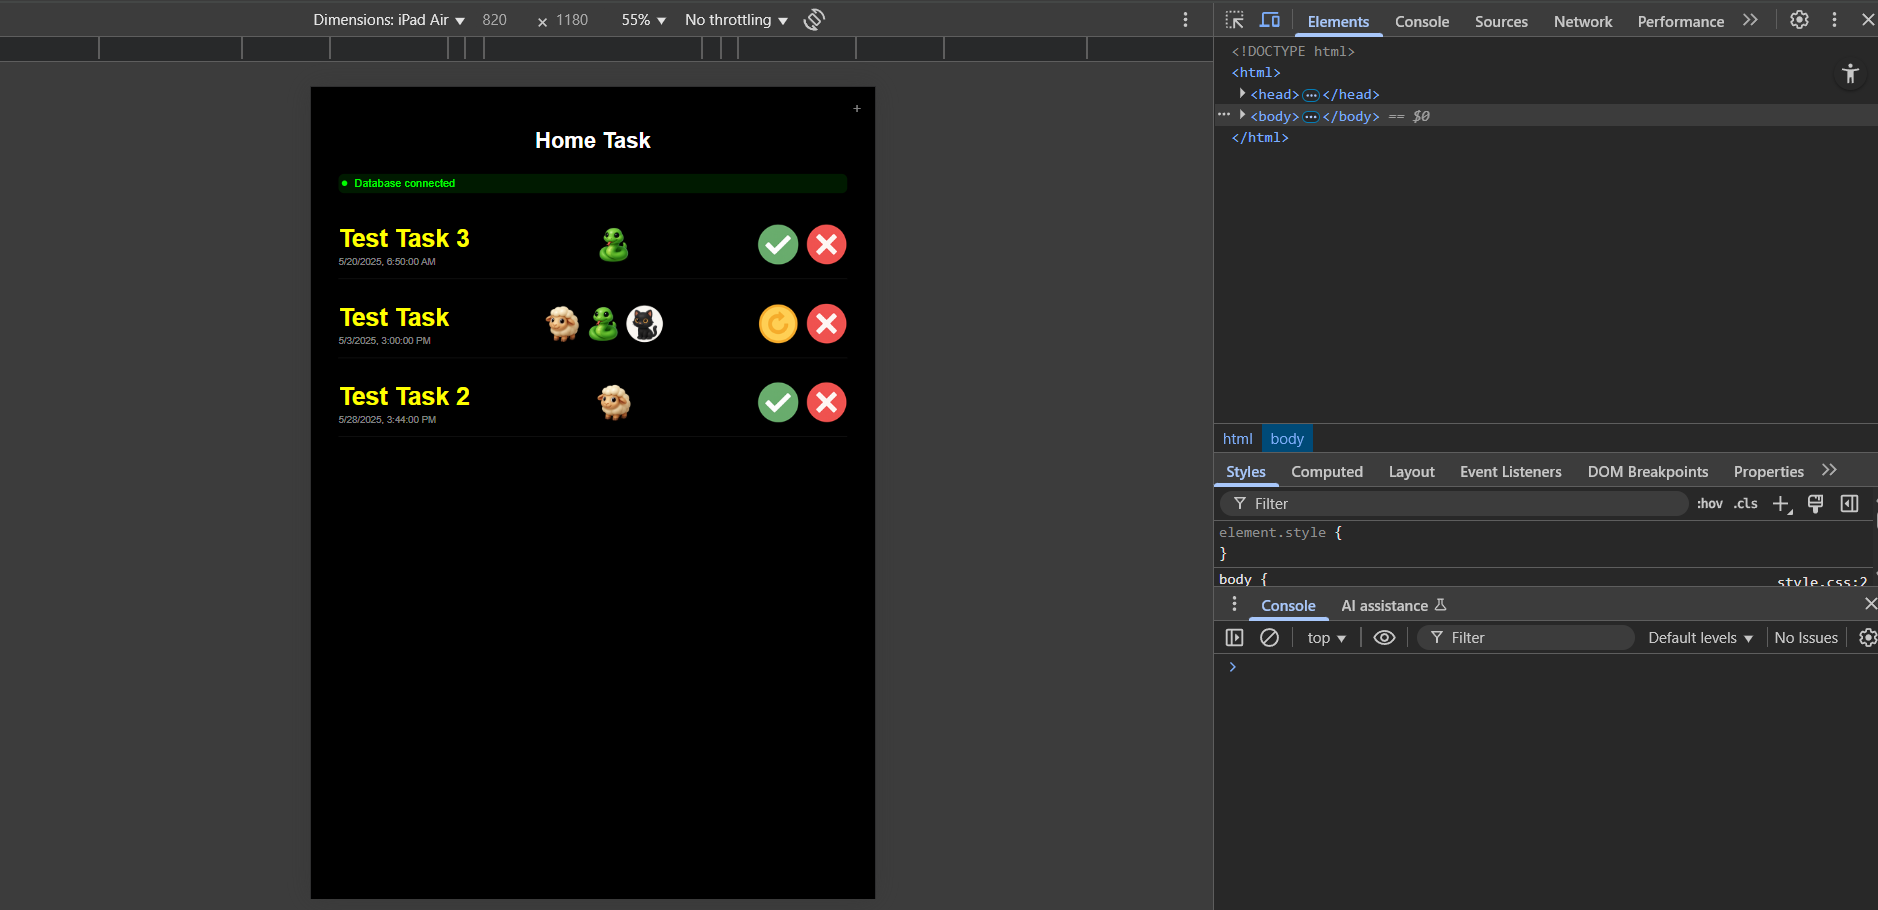 Dimensions: iPad Air ▼ 820 × 1180 55% ▼ No throttling ▼
Elements Console Sources Network Performance
<!DOCTYPE html>
<html>
<head> ... </head>
... <body> ... </body> == $0
</html>
+
Home Task
Database connected
Test Task 3
5/20/2025, 6:50:00 AM
Test Task
5/3/2025, 3:00:00 PM
Test Task 2
5/28/2025, 3:44:00 PM
html body
Styles Computed Layout Event Listeners DOM Breakpoints Properties
Filter :hov .cls
element.style {
}
body { style.css:2
Console AI assistance
top ▼ Filter Default levels ▼ No Issues
>